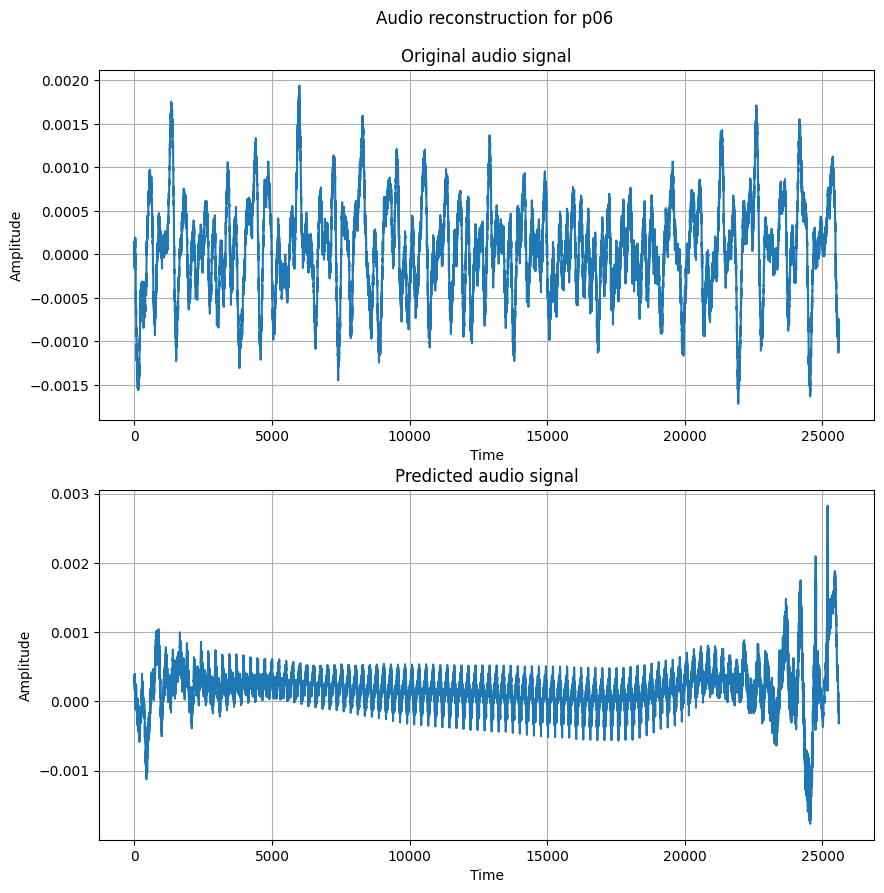 Audio reconstruction for p06
Original audio signal
0.0020
0.0015
0.0010
0.0005
0.0000
−0.0005
−0.0010
−0.0015
Amplitude
0 5000 10000 15000 20000 25000
Time
Predicted audio signal
0.003
0.002
0.001
0.000
−0.001
Amplitude
0 5000 10000 15000 20000 25000
Time